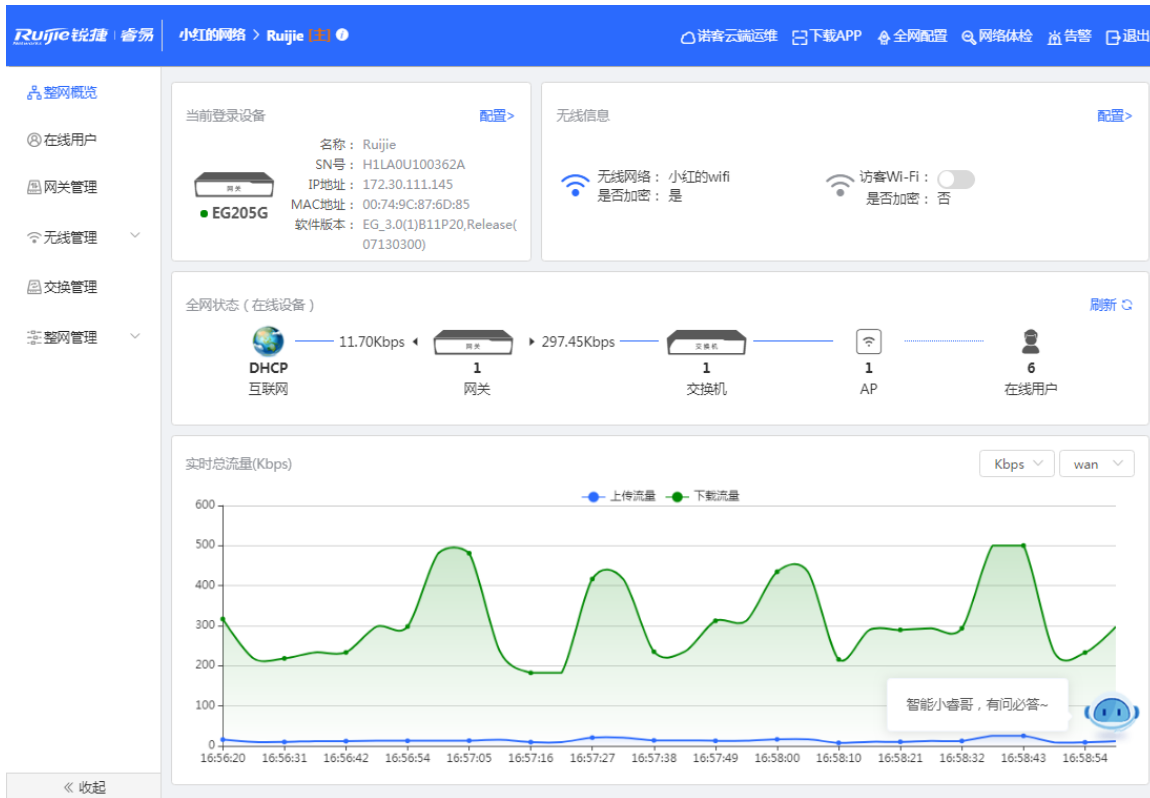 Ruijie锐捷 | 睿易
Networks
小红的网络 > Ruijie [主]
诺客云端运维 下载APP 全网配置 网络体检 告警 退出
整网概览
在线用户
网关管理
无线管理
交换管理
整网管理
« 收起
当前登录设备 配置>
网关
EG205G
名称： Ruijie
SN号： H1LA0U100362A
IP地址： 172.30.111.145
MAC地址： 00:74:9C:87:6D:85
软件版本： EG_3.0(1)B11P20,Release(
07130300)
无线信息 配置>
无线网络： 小红的wifi
是否加密： 是
访客Wi-Fi：
是否加密： 否
全网状态 ( 在线设备 ) 刷新
11.70Kbps 网关 297.45Kbps 交换机
DHCP 1 1 1 6
互联网 网关 交换机 AP 在线用户
实时总流量(Kbps) Kbps wan
上传流量 下载流量
600
500
400
300
200
100
0
16:56:20 16:56:31 16:56:42 16:56:54 16:57:05 16:57:16 16:57:27 16:57:38 16:57:49 16:58:00 16:58:10 16:58:21 16:58:32 16:58:43 16:58:54
智能小睿哥，有问必答~